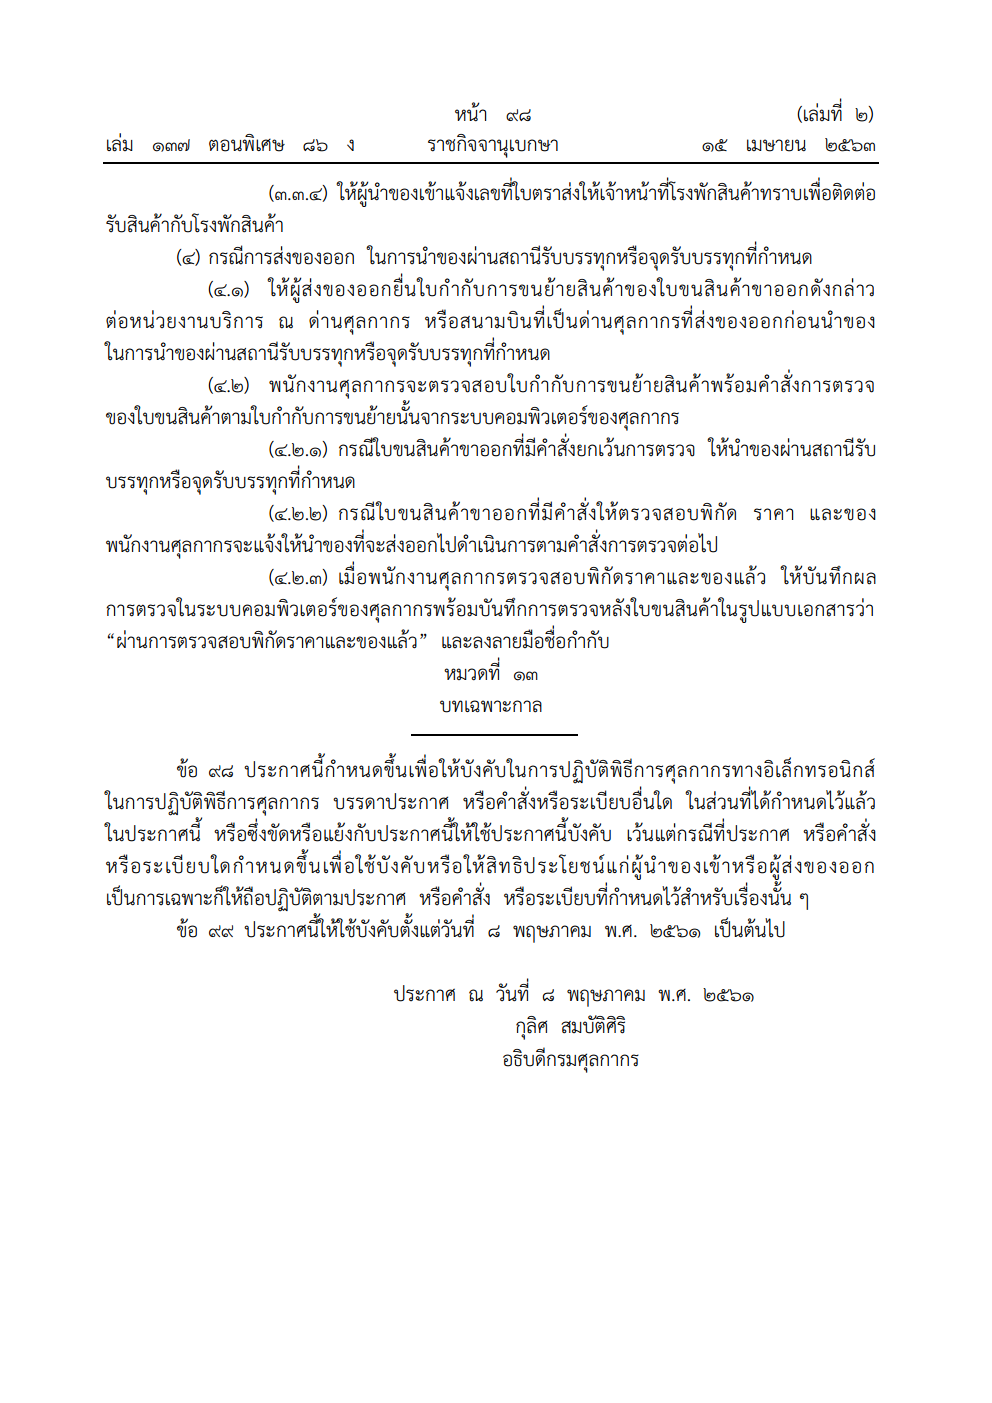 หน้า ๙๘ (เล่มที่ ๒)
เล่ม ๑๓๗ ตอนพิเศษ ๘๖ ง ราชกิจจานุเบกษา ๑๕ เมษายน ๒๕๖๓
(๓.๓.๔) ให้ผู้นำของเข้าแจ้งเลขที่ใบตราส่งให้เจ้าหน้าที่โรงพักสินค้าทราบเพื่อติดต่อ
รับสินค้ากับโรงพักสินค้า
(๔) กรณีการส่งของออก ในการนำของผ่านสถานีรับบรรทุกหรือจุดรับบรรทุกที่กำหนด
(๔.๑) ให้ผู้ส่งของออกยื่นใบกำกับการขนย้ายสินค้าของใบขนสินค้าขาออกดังกล่าว
ต่อหน่วยงานบริการ ณ ด่านศุลกากร หรือสนามบินที่เป็นด่านศุลกากรที่ส่งของออกก่อนนำของ
ในการนำของผ่านสถานีรับบรรทุกหรือจุดรับบรรทุกที่กำหนด
(๔.๒) พนักงานศุลกากรจะตรวจสอบใบกำกับการขนย้ายสินค้าพร้อมคำสั่งการตรวจ
ของใบขนสินค้าตามใบกำกับการขนย้ายนั้นจากระบบคอมพิวเตอร์ของศุลกากร
(๔.๒.๑) กรณีใบขนสินค้าขาออกที่มีคำสั่งยกเว้นการตรวจ ให้นำของผ่านสถานีรับ
บรรทุกหรือจุดรับบรรทุกที่กำหนด
(๔.๒.๒) กรณีใบขนสินค้าขาออกที่มีคำสั่งให้ตรวจสอบพิกัด ราคา และของ
พนักงานศุลกากรจะแจ้งให้นำของที่จะส่งออกไปดำเนินการตามคำสั่งการตรวจต่อไป
(๔.๒.๓) เมื่อพนักงานศุลกากรตรวจสอบพิกัดราคาและของแล้ว ให้บันทึกผล
การตรวจในระบบคอมพิวเตอร์ของศุลกากรพร้อมบันทึกการตรวจหลังใบขนสินค้าในรูปแบบเอกสารว่า
“ผ่านการตรวจสอบพิกัดราคาและของแล้ว” และลงลายมือชื่อกำกับ
หมวดที่ ๑๓
บทเฉพาะกาล
ข้อ ๙๘ ประกาศนี้กำหนดขึ้นเพื่อให้บังคับในการปฏิบัติพิธีการศุลกากรทางอิเล็กทรอนิกส์
ในการปฏิบัติพิธีการศุลกากร บรรดาประกาศ หรือคำสั่งหรือระเบียบอื่นใด ในส่วนที่ได้กำหนดไว้แล้ว
ในประกาศนี้ หรือซึ่งขัดหรือแย้งกับประกาศนี้ให้ใช้ประกาศนี้บังคับ เว้นแต่กรณีที่ประกาศ หรือคำสั่ง
หรือระเบียบใดกำหนดขึ้นเพื่อใช้บังคับหรือให้สิทธิประโยชน์แก่ผู้นำของเข้าหรือผู้ส่งของออก
เป็นการเฉพาะก็ให้ถือปฏิบัติตามประกาศ หรือคำสั่ง หรือระเบียบที่กำหนดไว้สำหรับเรื่องนั้น ๆ
ข้อ ๙๙ ประกาศนี้ให้ใช้บังคับตั้งแต่วันที่ ๘ พฤษภาคม พ.ศ. ๒๕๖๑ เป็นต้นไป
ประกาศ ณ วันที่ ๘ พฤษภาคม พ.ศ. ๒๕๖๑
กุลิศ สมบัติศิริ
อธิบดีกรมศุลกากร